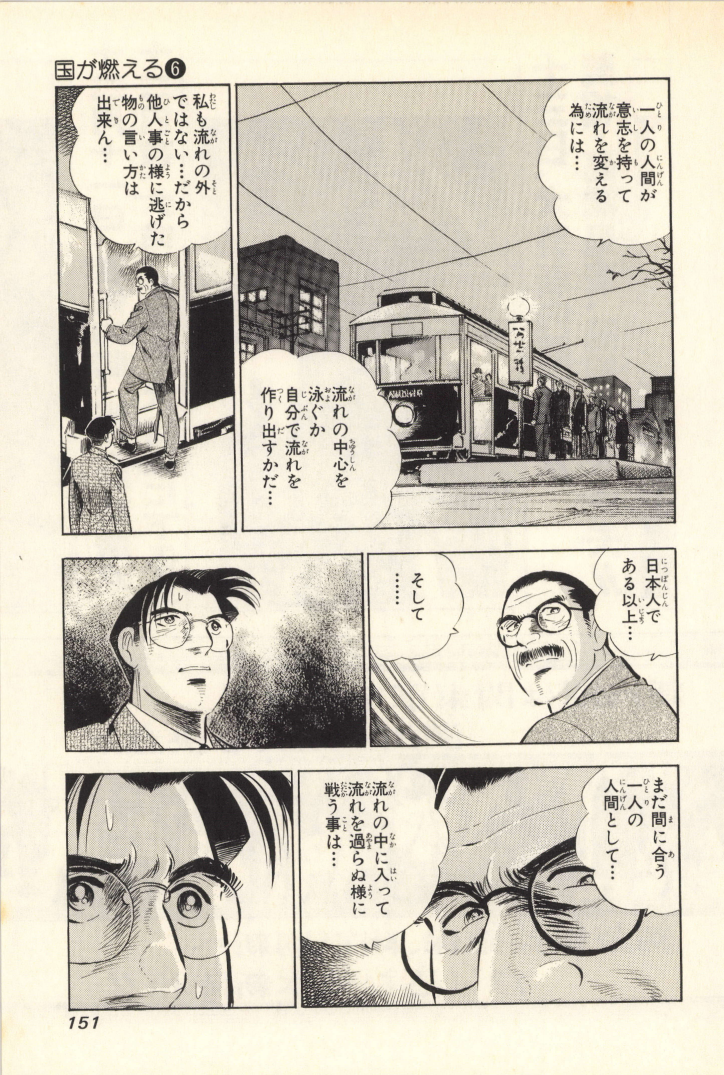 国が燃える6
一人の人間が
意志を持って
流れを変える
為には…
流れの中心を
泳ぐか
自分で流れを
作り出すかだ…
私も流れの外
ではない…だから
他人事の様に逃げた
物の言い方は
出来ん…
日本人で
ある以上…
そして
……
まだ間に合う
一人の
人間として…
流れの中に入って
流れを過らぬ様に
戦う事は…
151